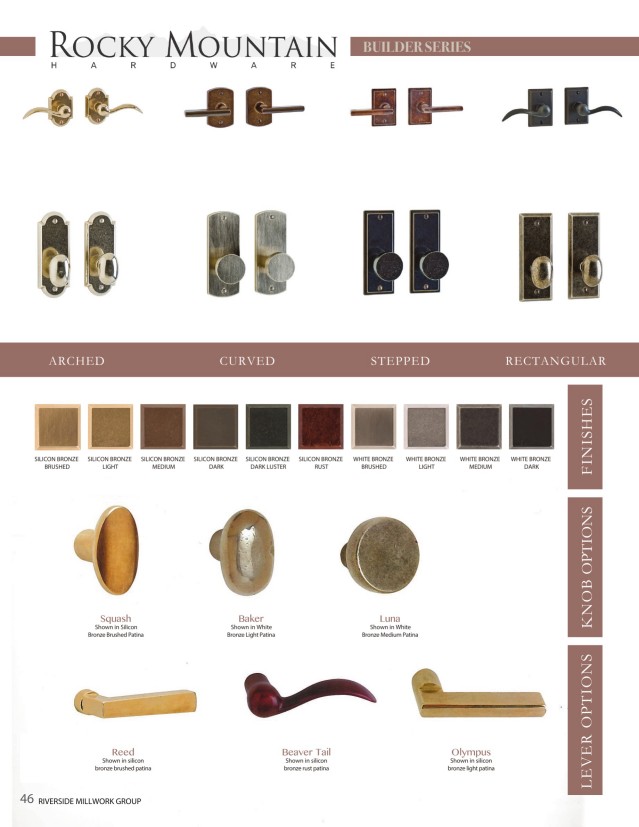 ROCKY MOUNTAIN
HARDWARE
BUILDER SERIES
ARCHED CURVED STEPPED RECTANGULAR
SILICON BRONZE
BRUSHED
SILICON BRONZE
LIGHT
SILICON BRONZE
MEDIUM
SILICON BRONZE
DARK
SILICON BRONZE
DARK LUSTER
SILICON BRONZE
RUST
WHITE BRONZE
BRUSHED
WHITE BRONZE
LIGHT
WHITE BRONZE
MEDIUM
WHITE BRONZE
DARK
FINISHES
Squash
Shown in Silicon
Bronze Brushed Patina
Baker
Shown in White
Bronze Light Patina
Luna
Shown in White
Bronze Medium Patina
KNOB OPTIONS
Reed
Shown in silicon
bronze brushed patina
Beaver Tail
Shown in silicon
bronze rust patina
Olympus
Shown in silicon
bronze light patina
LEVER OPTIONS
46 RIVERSIDE MILLWORK GROUP